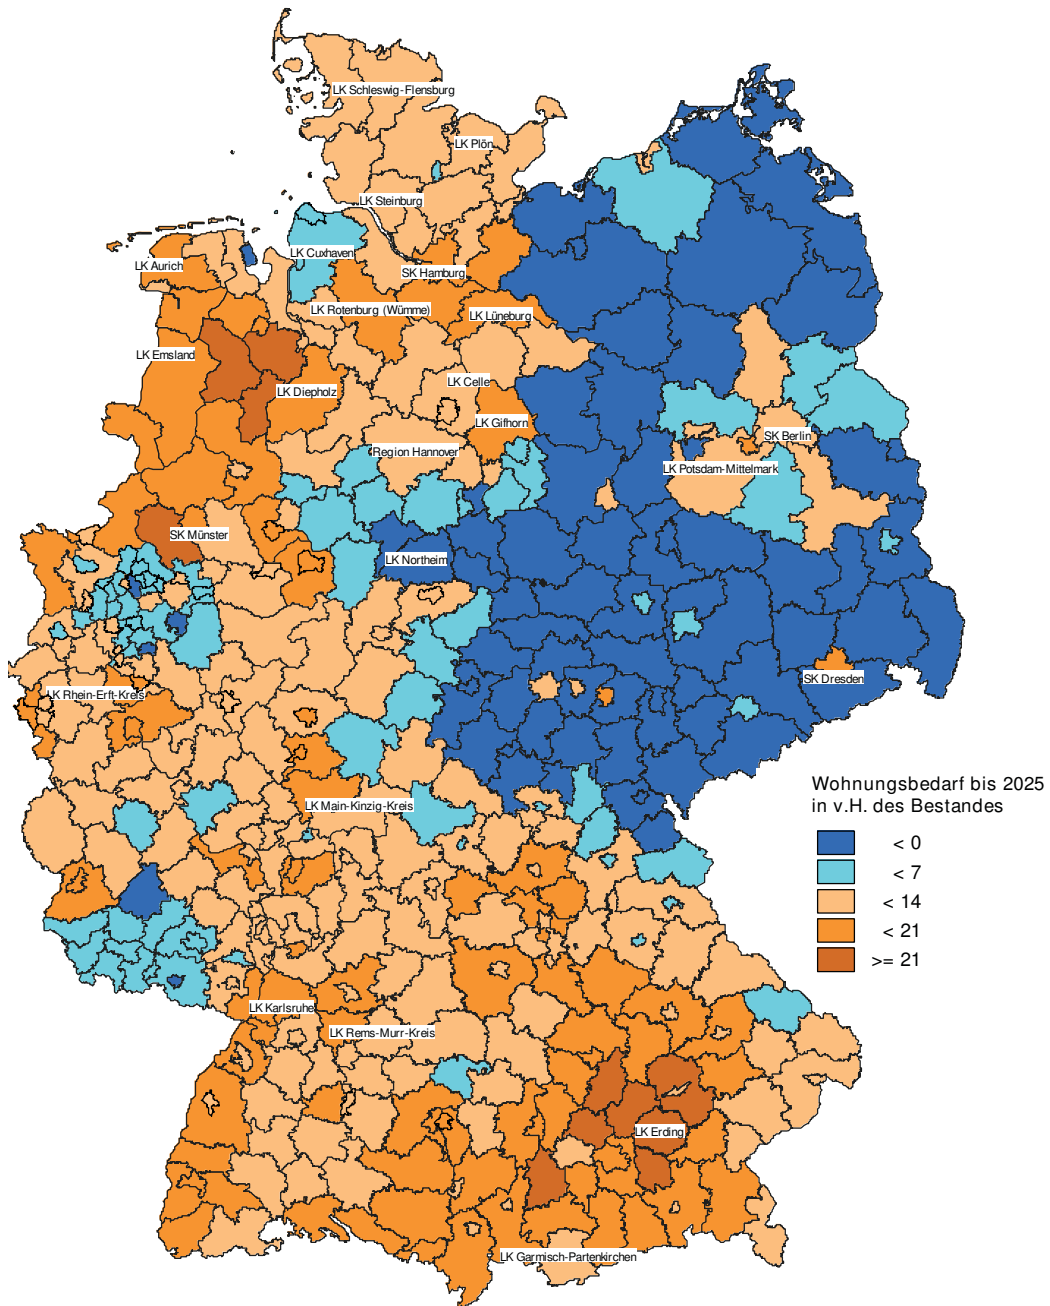 LK Schleswig-Flensburg
LK Plön
LK Steinburg
LK Cuxhaven
LK Aurich
SK Hamburg
LK Rotenburg (Wümme)
LK Lüneburg
LK Emsland
LK Celle
LK Diepholz
LK Gifhorn
SK Berlin
Region Hannover
LK Potsdam-Mittelmark
SK Münster
LK Northeim
SK Dresden
LK Rhein-Erft-Kreis
Wohnungsbedarf bis 2025
in v.H. des Bestandes
< 0
< 7
< 14
< 21
>= 21
LK Main-Kinzig-Kreis
LK Karlsruhe
LK Rems-Murr-Kreis
LK Erding
LK Garmisch-Partenkirchen